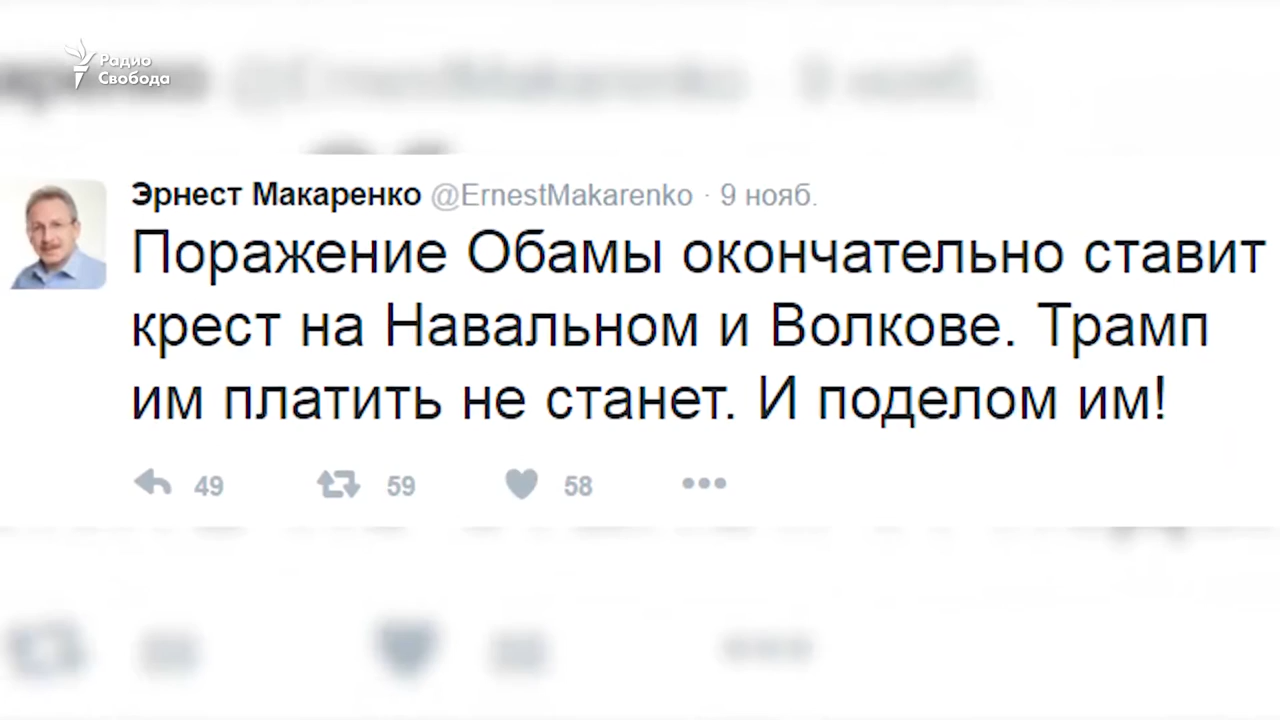 Радио
Свобода
Эрнест Макаренко @ErnestMakarenko · 9 нояб.
Поражение Обамы окончательно ставит
крест на Навальном и Волкове. Трамп
им платить не станет. И поделом им!
49 59 58